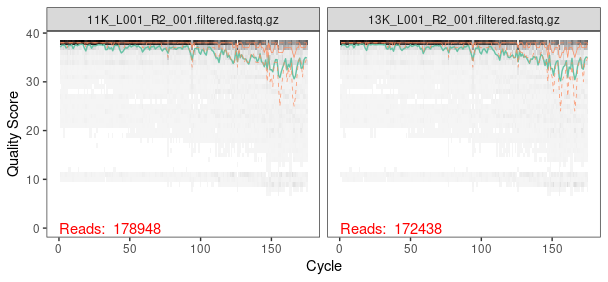 11K_L001_R2_001.filtered.fastq.gz
13K_L001_R2_001.filtered.fastq.gz
Quality Score
40
30
20
10
0
Reads: 178948
Reads: 172438
0 50 100 150
0 50 100 150
Cycle